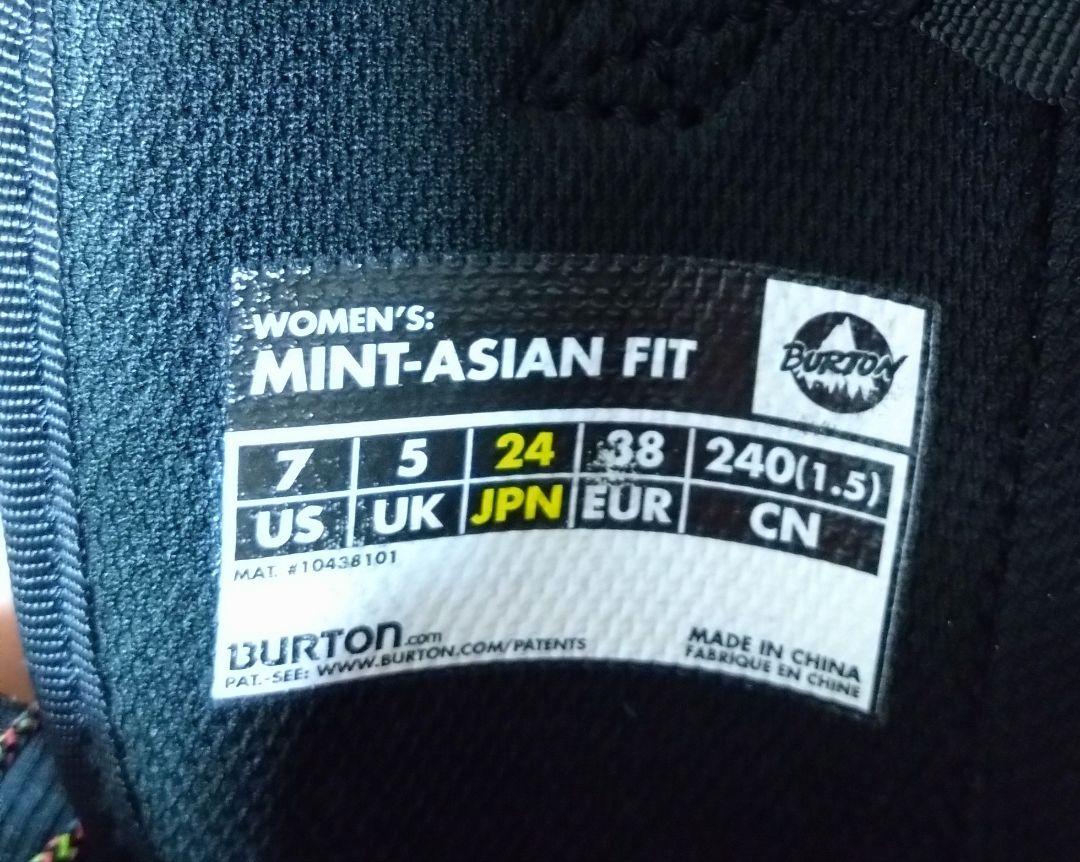 WOMEN'S:
MINT-ASIAN FIT
BURTON
7 5 24 38 240(1.5)
US UK JPN EUR CN
MAT. #10438101
BURTON.com
PAT.-SEE: WWW.BURTON.COM/PATENTS
MADE IN CHINA
FABRIQUE EN CHINE